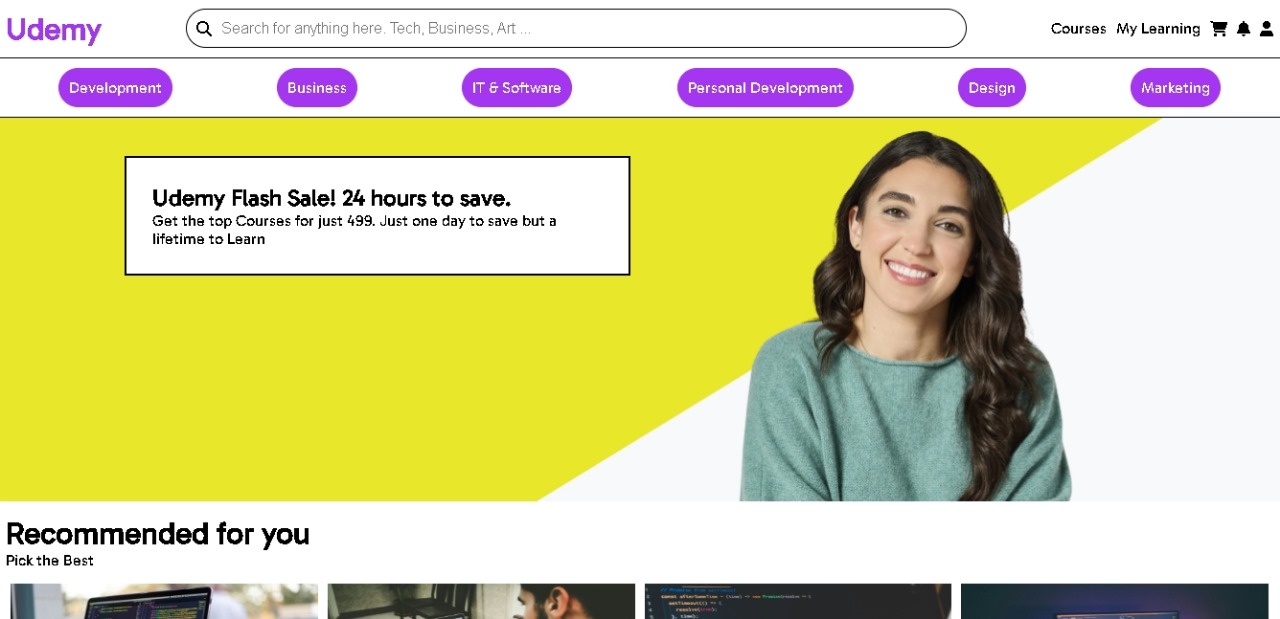 Udemy
Search for anything here. Tech, Business, Art ...
Courses My Learning
Development Business IT & Software Personal Development Design Marketing
Udemy Flash Sale! 24 hours to save.
Get the top Courses for just 499. Just one day to save but a
lifetime to Learn
Recommended for you
Pick the Best